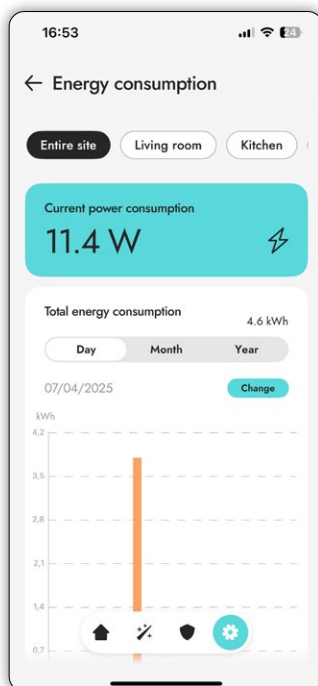 16:53
24
Energy consumption
Entire site
Living room
Kitchen
Current power consumption
11.4 W
Total energy consumption
4.6 kWh
Day
Month
Year
07/04/2025
Change
kWh
4,2
3,5
2,8
2,1
1,4
0,7